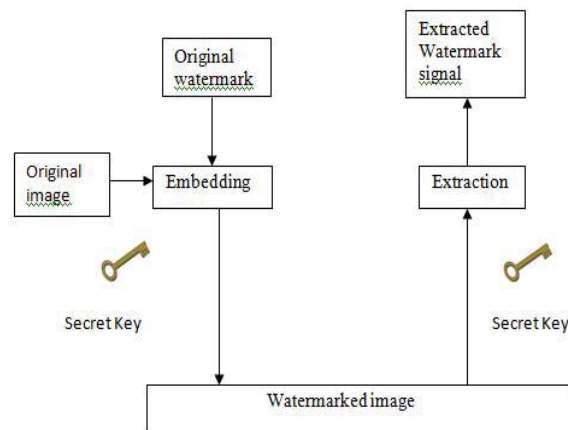 Original
watermark
Extracted
Watermark
signal
Original
image
Embedding
Extraction
Secret Key
Secret Key
Watermarked image